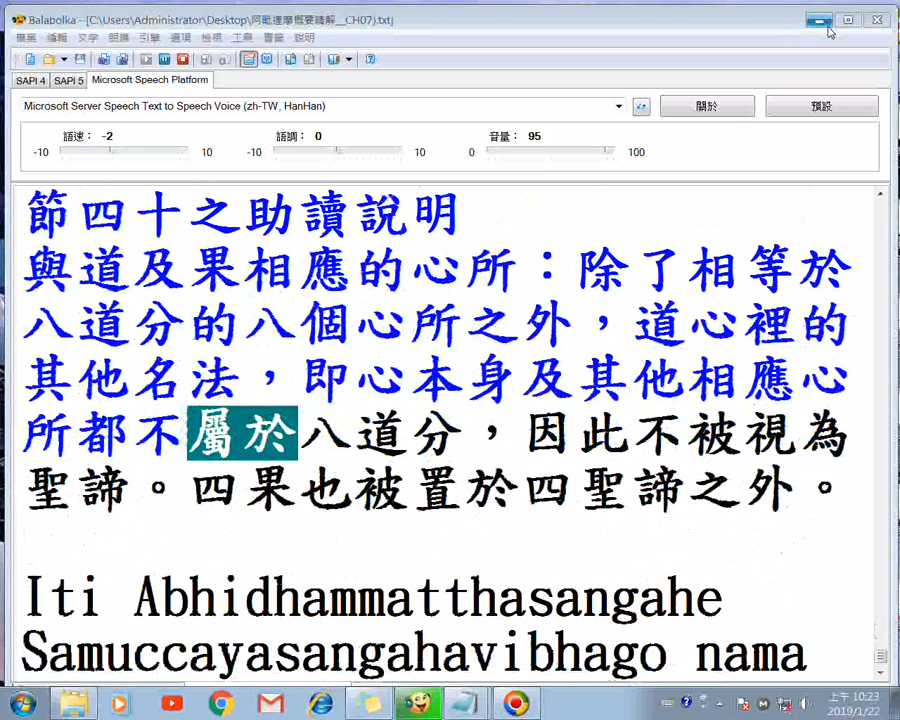 Balabolka - [C:\Users\Administrator\Desktop\阿毗達摩概要精解__CH07).txt]
檔案 編輯 文字 朗讀 引擎 選項 檢視 工具 書籤 說明
SAPI 4 SAPI 5 Microsoft Speech Platform
Microsoft Server Speech Text to Speech Voice (zh-TW, HanHan) 關於 預設
語速： -2 語調： 0 音量： 95
-10 10 -10 10 0 100
節四十之助讀說明
與道及果相應的心所：除了相等於
八道分的八個心所之外，道心裡的
其他名法，即心本身及其他相應心
所都不屬於八道分，因此不被視為
聖諦。四果也被置於四聖諦之外。
Iti Abhidhammatthasangahe
Samuccayasangahavibhago nama
上午 10:23
2019/1/22